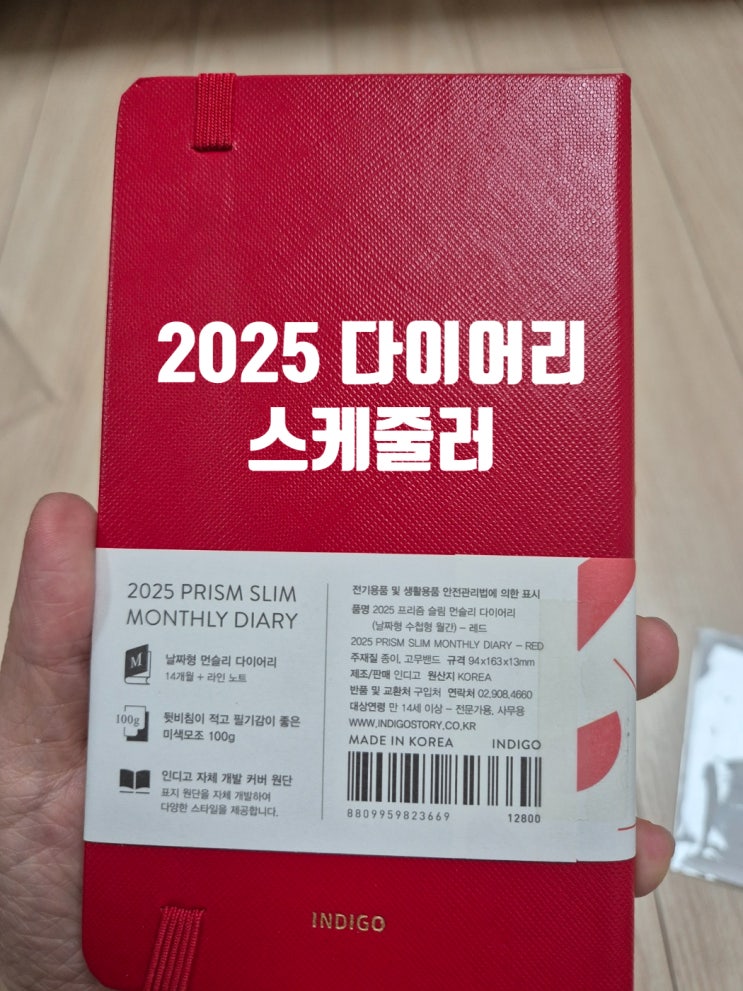 2025 다이어리
스케줄러
2025 PRISM SLIM
MONTHLY DIARY
M
날짜형 먼슬리 다이어리
14개월 + 라인 노트
100g
뒷비침이 적고 필기감이 좋은
미색모조 100g
인디고 자체 개발 커버 원단
표지 원단을 자체 개발하여
다양한 스타일을 제공합니다.
전기용품 및 생활용품 안전관리법에 의한 표시
품명 2025 프리즘 슬림 먼슬리 다이어리
(날짜형 수첩형 월간) – 레드
2025 PRISM SLIM MONTHLY DIARY – RED
주재질 종이, 고무밴드 규격 94x163x13mm
제조/판매 인디고 원산지 KOREA
반품 및 교환처 구입처 연락처 02.908.4660
대상연령 만 14세 이상 – 전문가용, 사무용
WWW.INDIGOSTORY.CO.KR
MADE IN KOREA INDIGO
8809959823669 12800
INDIGO